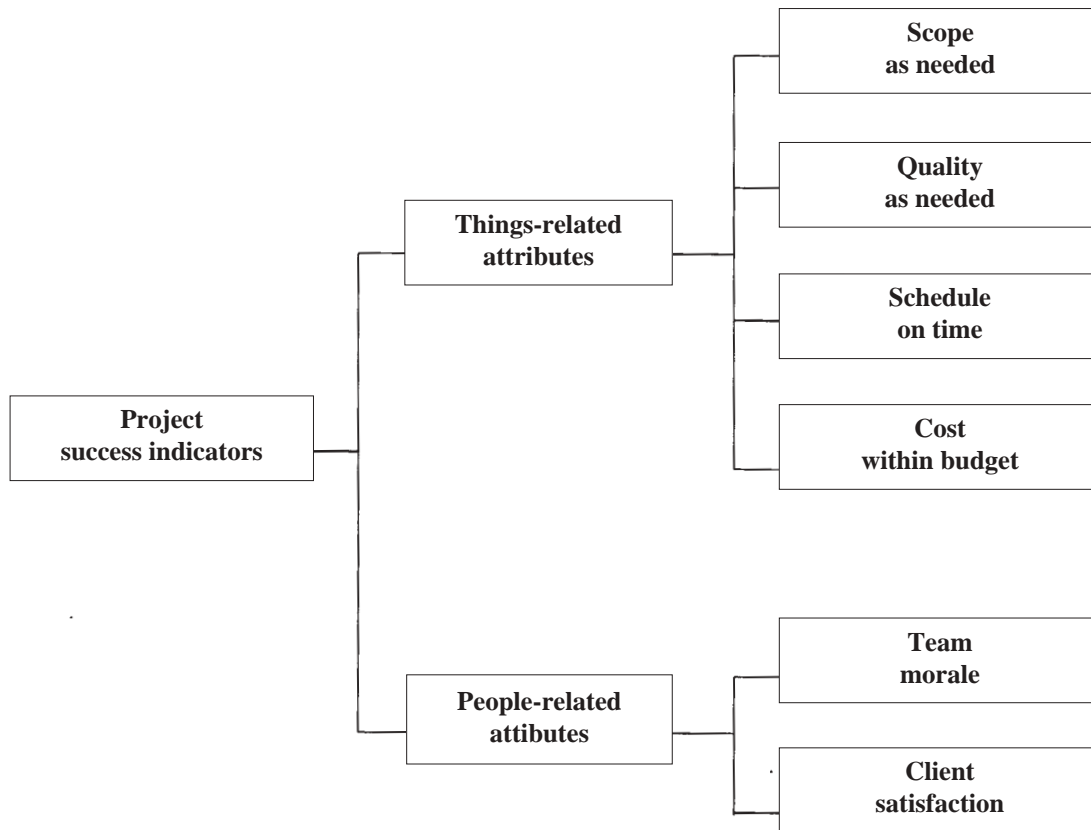 Scope
as needed
Quality
as needed
Things-related
attributes
Schedule
on time
Project
success indicators
Cost
within budget
Team
morale
People-related
attibutes
Client
satisfaction